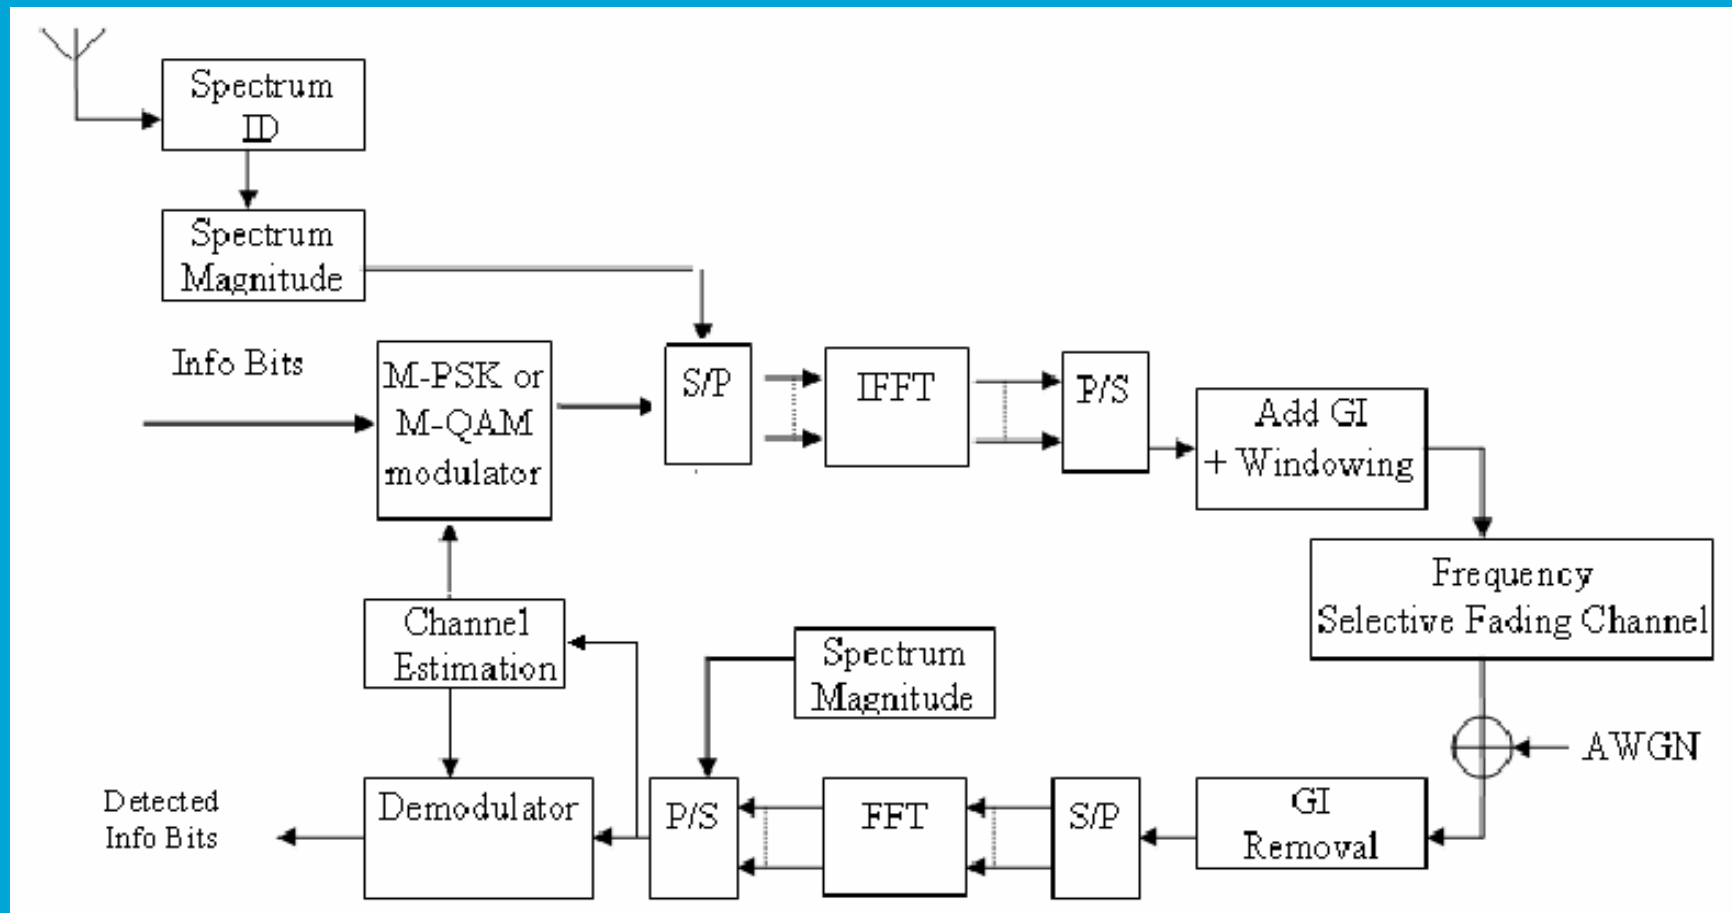 Spectrum
ID
Spectrum
Magnitude
Info Bits
M-PSK or
M-QAM
modulator
S/P
IFFT
P/S
Add GI
+ Windowing
Frequency
Selective Fading Channel
AWGN
GI
Removal
S/P
FFT
P/S
Spectrum
Magnitude
Channel
Estimation
Demodulator
Detected
Info Bits